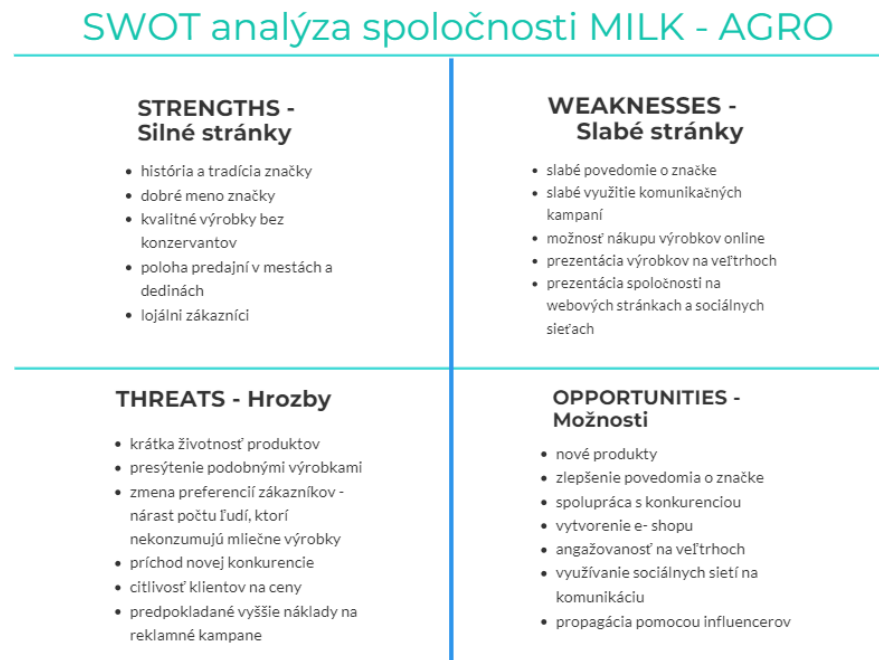 SWOT analýza spoločnosti MILK - AGRO
STRENGTHS -
Silné stránky
• história a tradícia značky
• dobré meno značky
• kvalitné výrobky bez
konzervantov
• poloha predajní v mestách a
dedinách
• lojálni zákazníci
WEAKNESSES -
Slabé stránky
• slabé povedomie o značke
• slabé využitie komunikačných
kampaní
• možnosť nákupu výrobkov online
• prezentácia výrobkov na veľtrhoch
• prezentácia spoločnosti na
webových stránkach a sociálnych
sieťach
THREATS - Hrozby
• krátka životnosť produktov
• presýtenie podobnými výrobkami
• zmena preferencií zákazníkov -
nárast počtu ľudí, ktorí
nekonzumujú mliečne výrobky
• príchod novej konkurencie
• citlivosť klientov na ceny
• predpokladané vyššie náklady na
reklamné kampane
OPPORTUNITIES -
Možnosti
• nové produkty
• zlepšenie povedomia o značke
• spolupráca s konkurenciou
• vytvorenie e- shopu
• angažovanosť na veľtrhoch
• využívanie sociálnych sietí na
komunikáciu
• propagácia pomocou influencerov